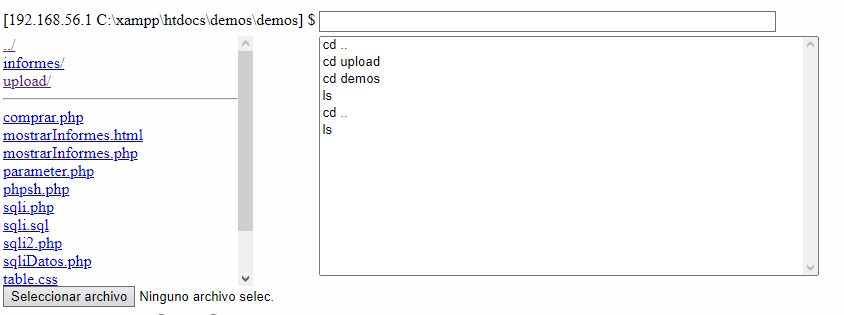 [192.168.56.1 C:\xampp\htdocs\demos\demos] $
../
informes/
upload/
comprar.php
mostrarInformes.html
mostrarInformes.php
parameter.php
phpsh.php
sqli.php
sqli.sql
sqli2.php
sqliDatos.php
table.css
cd ..
cd upload
cd demos
ls
cd ..
ls
Seleccionar archivo Ninguno archivo selec.